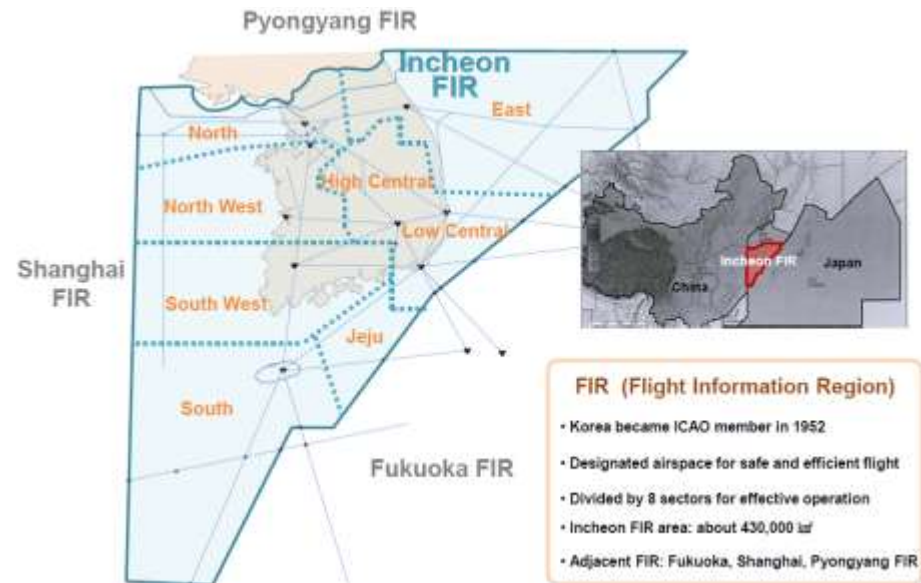 Pyongyang FIR
Incheon
FIR
East
North
High Central
North West
Low Central
Shanghai
FIR
South West
Jeju
South
Fukuoka FIR
Incheon FIR
Japan
China
FIR (Flight Information Region)
• Korea became ICAO member in 1952
• Designated airspace for safe and efficient flight
• Divided by 8 sectors for effective operation
• Incheon FIR area: about 430,000 ㎢
• Adjacent FIR: Fukuoka, Shanghai, Pyongyang FIR